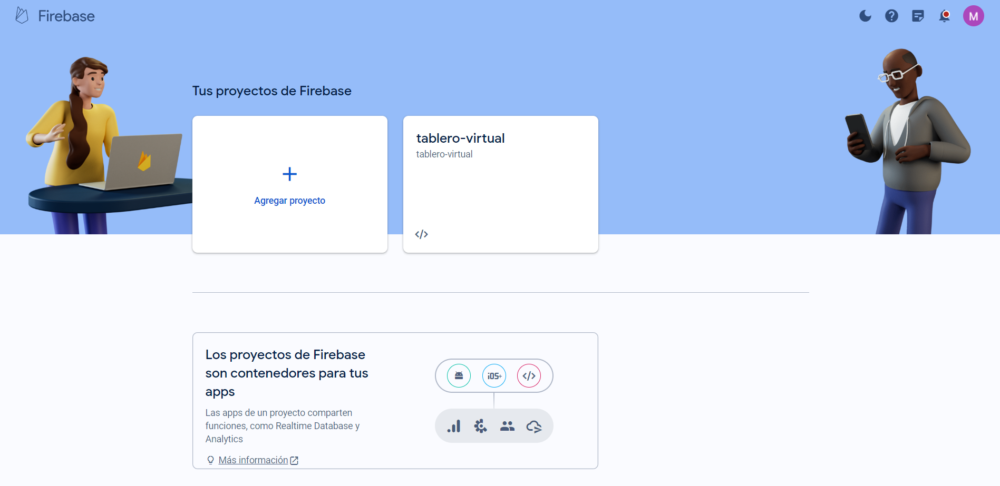 Firebase
M
Tus proyectos de Firebase
Agregar proyecto
tablero-virtual
tablero-virtual
</>
Los proyectos de Firebase
son contenedores para tus
apps
Las apps de un proyecto comparten
funciones, como Realtime Database y
Analytics
Más información
iOS+
</>